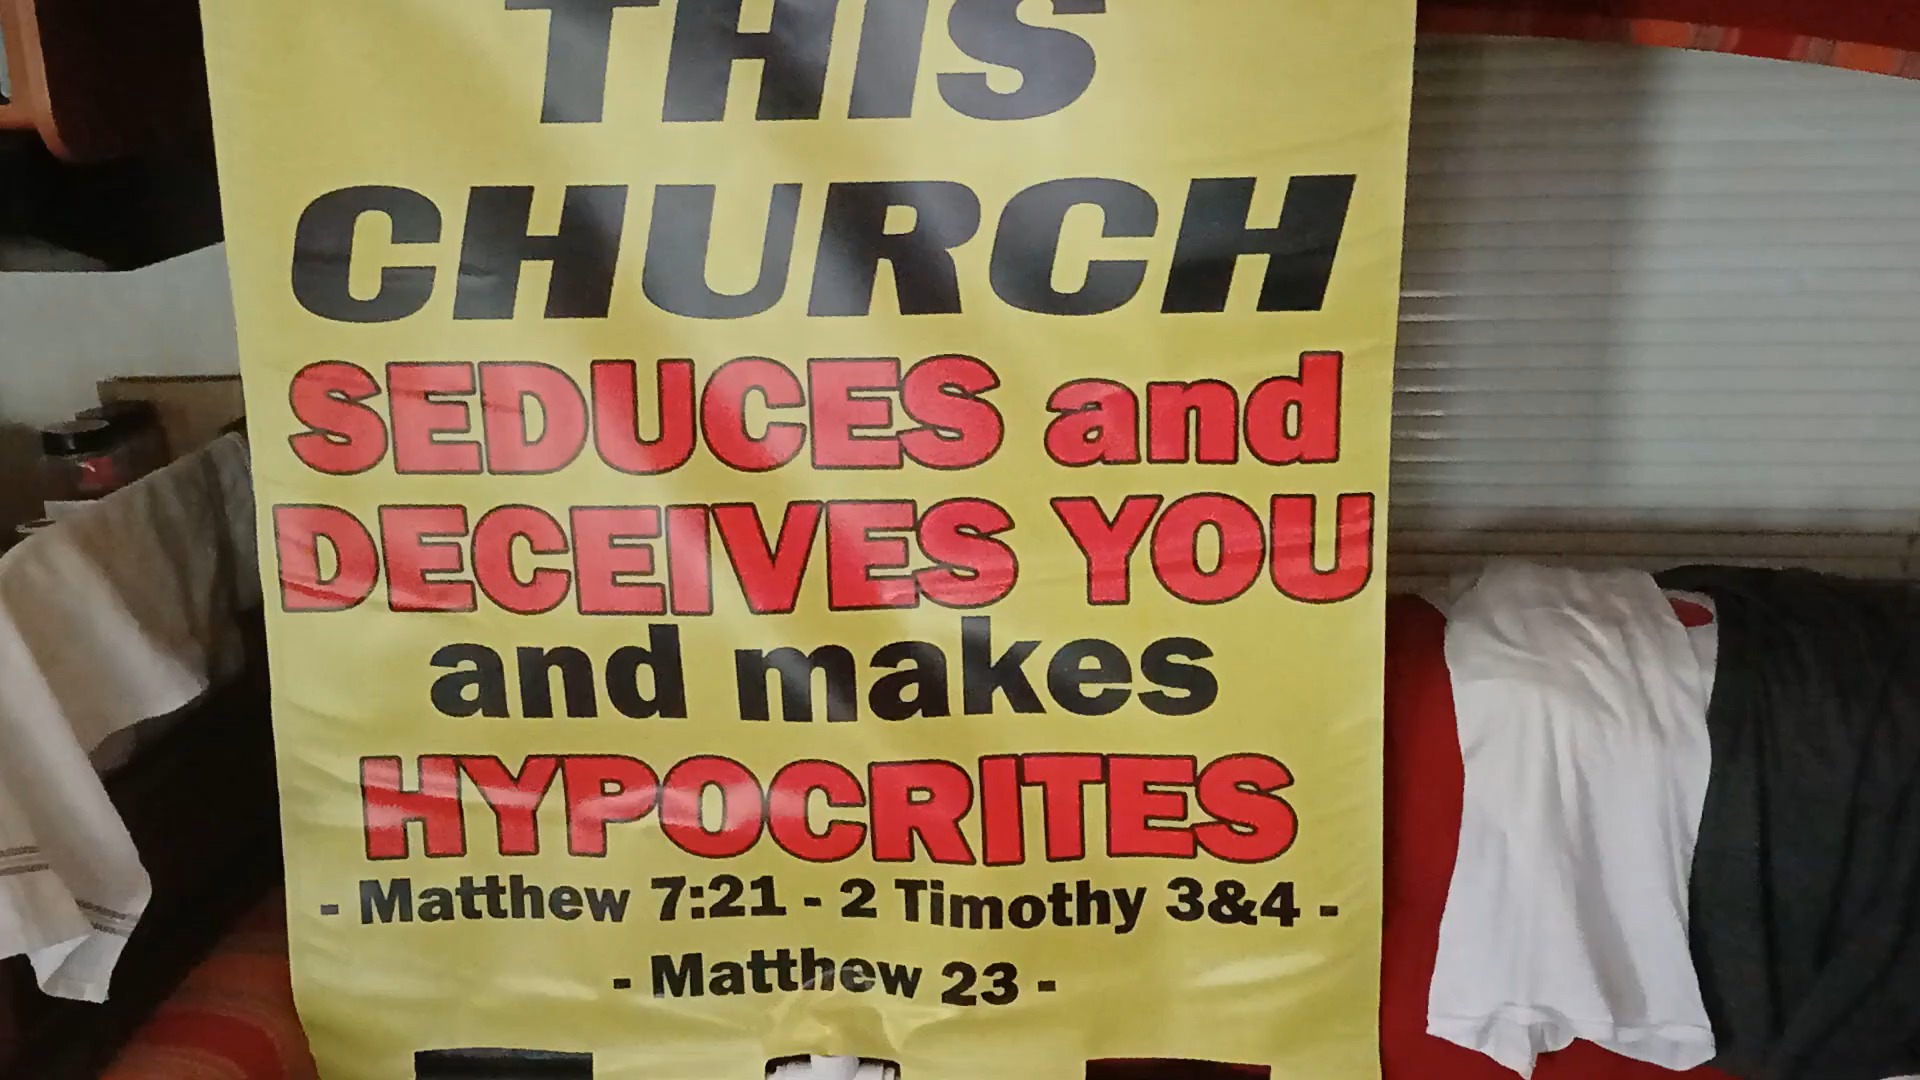 THIS
CHURCH
SEDUCES and
DECEIVES YOU
and makes
HYPOCRITES
- Matthew 7:21 - 2 Timothy 3&4 -
- Matthew 23 -